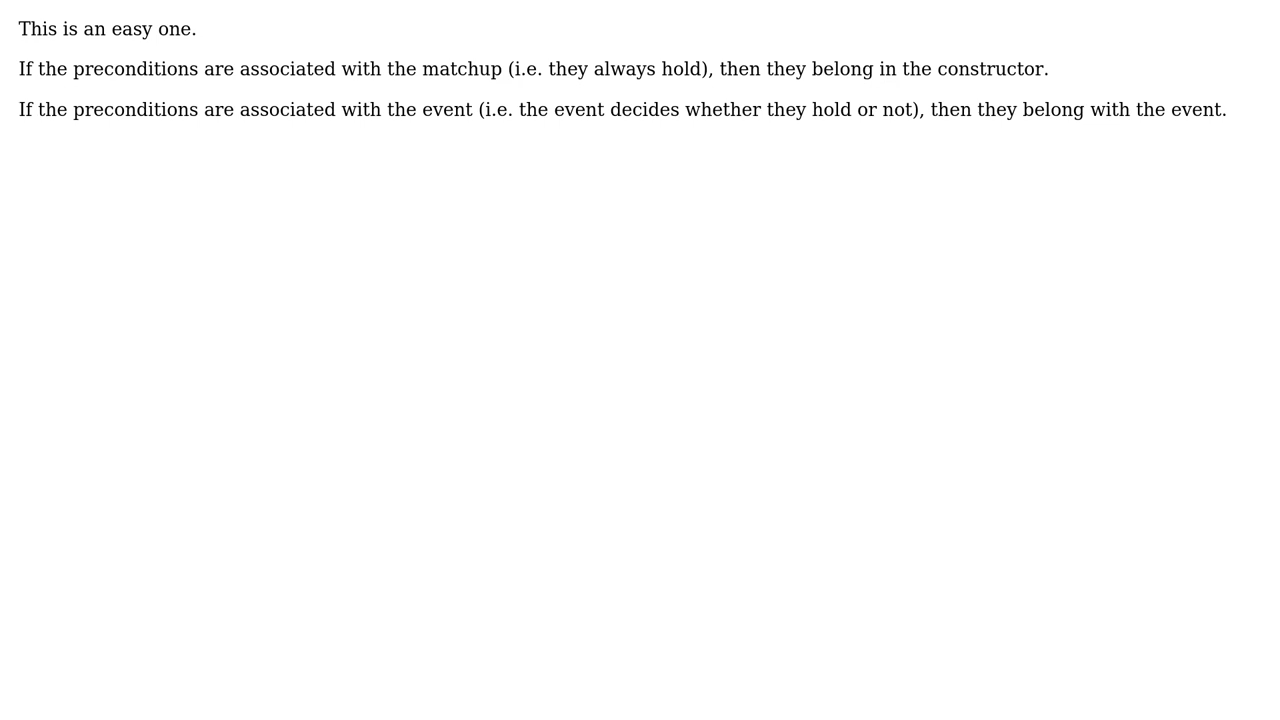 This is an easy one.
If the preconditions are associated with the matchup (i.e. they always hold), then they belong in the constructor.
If the preconditions are associated with the event (i.e. the event decides whether they hold or not), then they belong with the event.